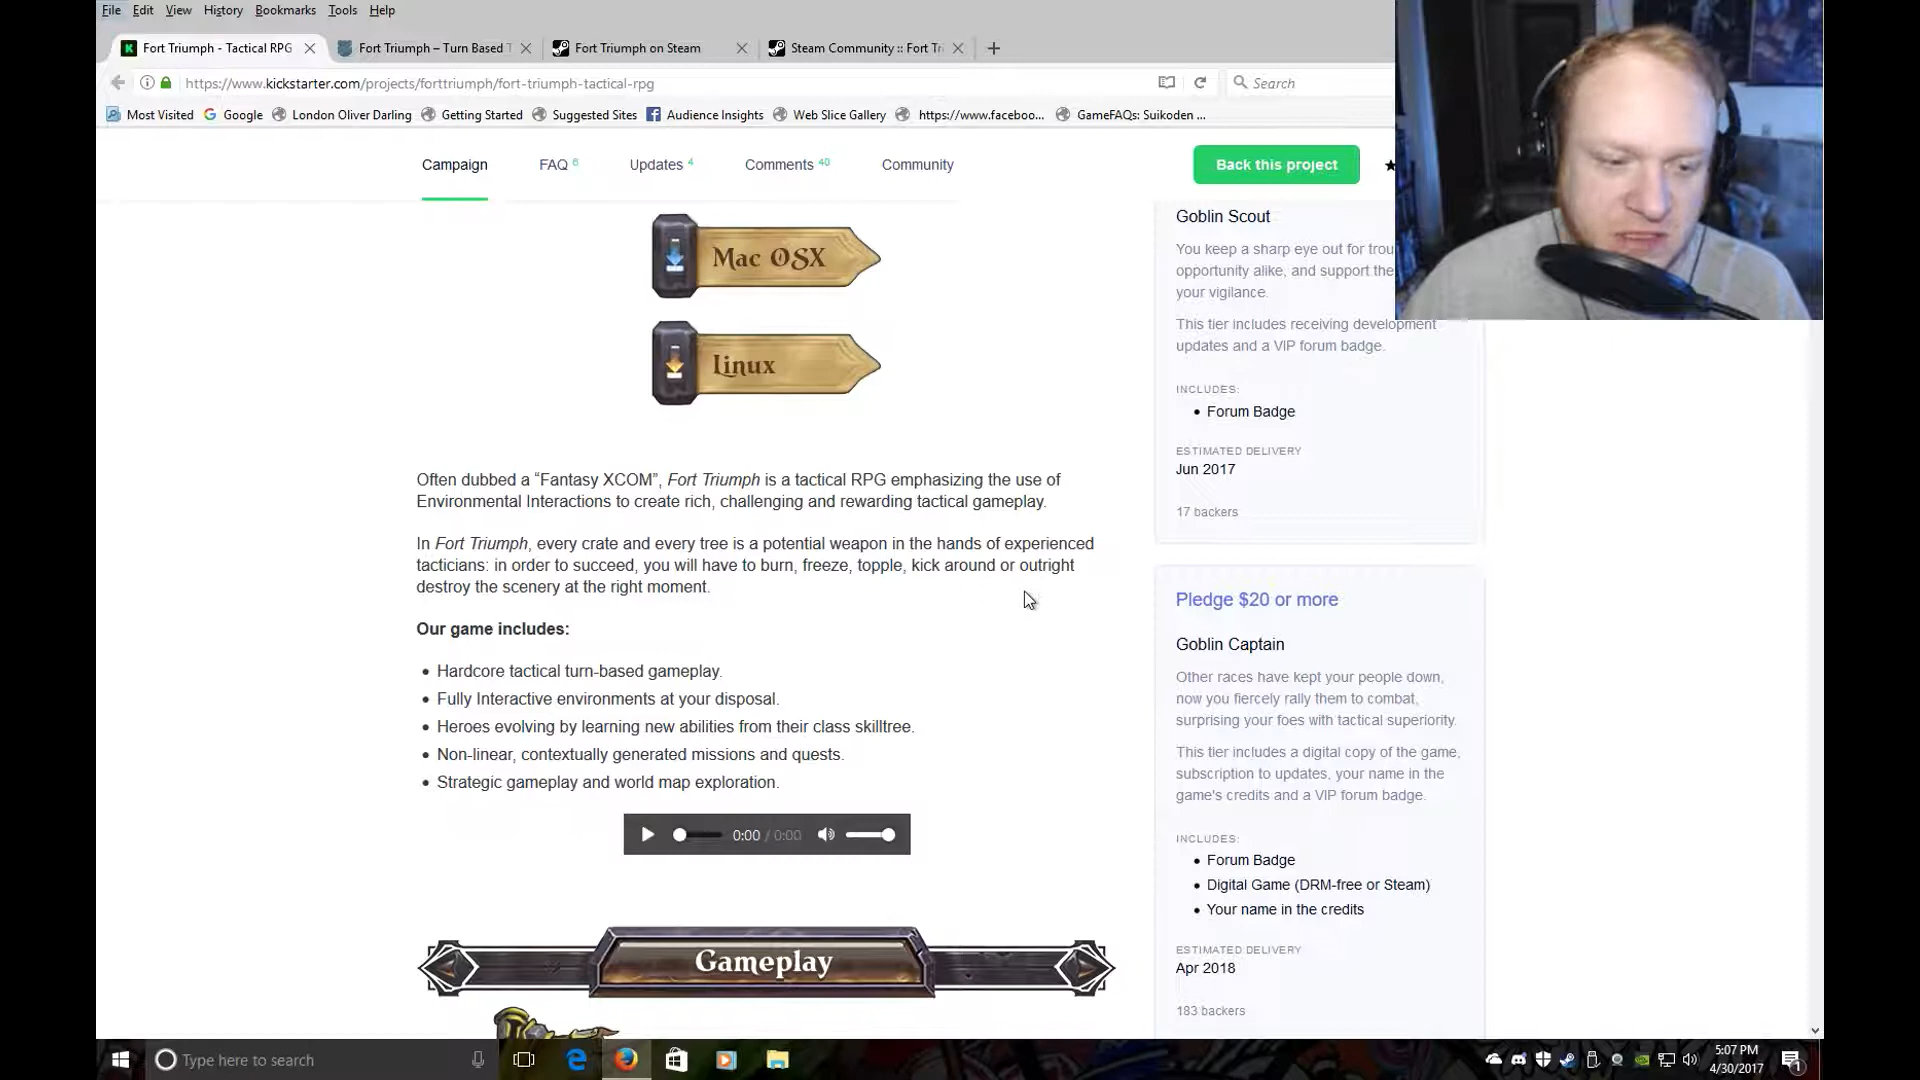 File Edit View History Bookmarks Tools Help
Fort Triumph - Tactical RPG
Fort Triumph – Turn Based T
Fort Triumph on Steam
Steam Community :: Fort Tri
https://www.kickstarter.com/projects/forttriumph/fort-triumph-tactical-rpg
Search
Most Visited Google London Oliver Darling Getting Started Suggested Sites Audience Insights Web Slice Gallery https://www.faceboo... GameFAQs: Suikoden ...
Campaign FAQ 6 Updates 4 Comments 40 Community
Back this project
Mac OSX
Linux
Often dubbed a “Fantasy XCOM”, Fort Triumph is a tactical RPG emphasizing the use of
Environmental Interactions to create rich, challenging and rewarding tactical gameplay.
In Fort Triumph, every crate and every tree is a potential weapon in the hands of experienced
tacticians: in order to succeed, you will have to burn, freeze, topple, kick around or outright
destroy the scenery at the right moment.
Our game includes:
• Hardcore tactical turn-based gameplay.
• Fully Interactive environments at your disposal.
• Heroes evolving by learning new abilities from their class skilltree.
• Non-linear, contextually generated missions and quests.
• Strategic gameplay and world map exploration.
0:00 / 0:00
Gameplay
Goblin Scout
You keep a sharp eye out for
opportunity alike, and support
your vigilance.
This tier includes receiving development
updates and a VIP forum badge.
INCLUDES:
• Forum Badge
ESTIMATED DELIVERY
Jun 2017
17 backers
Pledge $20 or more
Goblin Captain
Other races have kept your people down,
now you fiercely rally them to combat,
surprising your foes with tactical superiority.
This tier includes a digital copy of the game,
subscription to updates, your name in the
game's credits and a VIP forum badge.
INCLUDES:
• Forum Badge
• Digital Game (DRM-free or Steam)
• Your name in the credits
ESTIMATED DELIVERY
Apr 2018
183 backers
Type here to search
5:07 PM
4/30/2017